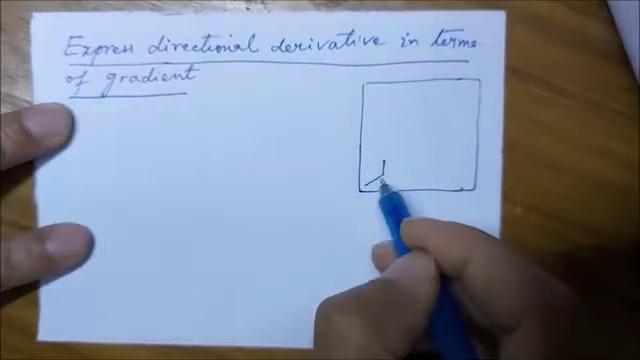 Express directional derivative in terms
of gradient